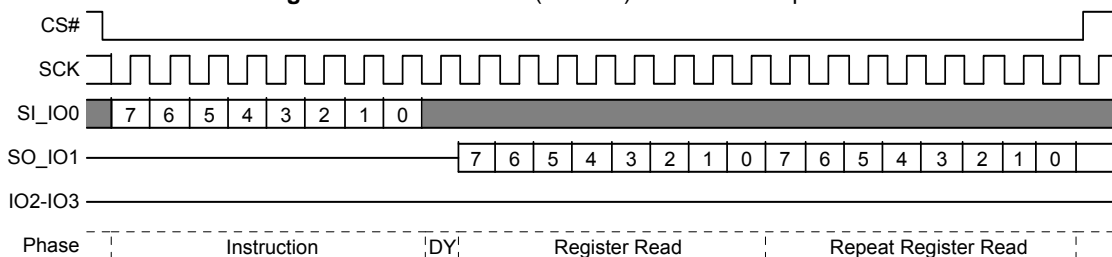 CS#
SCK
SI_IO0 7 6 5 4 3 2 1 0
SO_IO1 7 6 5 4 3 2 1 0 7 6 5 4 3 2 1 0
IO2-IO3
Phase Instruction DY Register Read Repeat Register Read